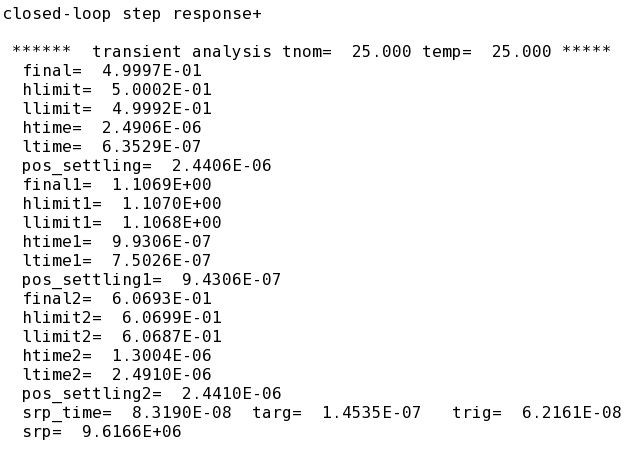 closed-loop step response+
****** transient analysis tnom= 25.000 temp= 25.000 *****
final= 4.9997E-01
hlimit= 5.0002E-01
llimit= 4.9992E-01
htime= 2.4906E-06
ltime= 6.3529E-07
pos_settling= 2.4406E-06
final1= 1.1069E+00
hlimit1= 1.1070E+00
llimit1= 1.1068E+00
htime1= 9.9306E-07
ltime1= 7.5026E-07
pos_settling1= 9.4306E-07
final2= 6.0693E-01
hlimit2= 6.0699E-01
llimit2= 6.0687E-01
htime2= 1.3004E-06
ltime2= 2.4910E-06
pos_settling2= 2.4410E-06
srp_time= 8.3190E-08 targ= 1.4535E-07 trig= 6.2161E-08
srp= 9.6166E+06